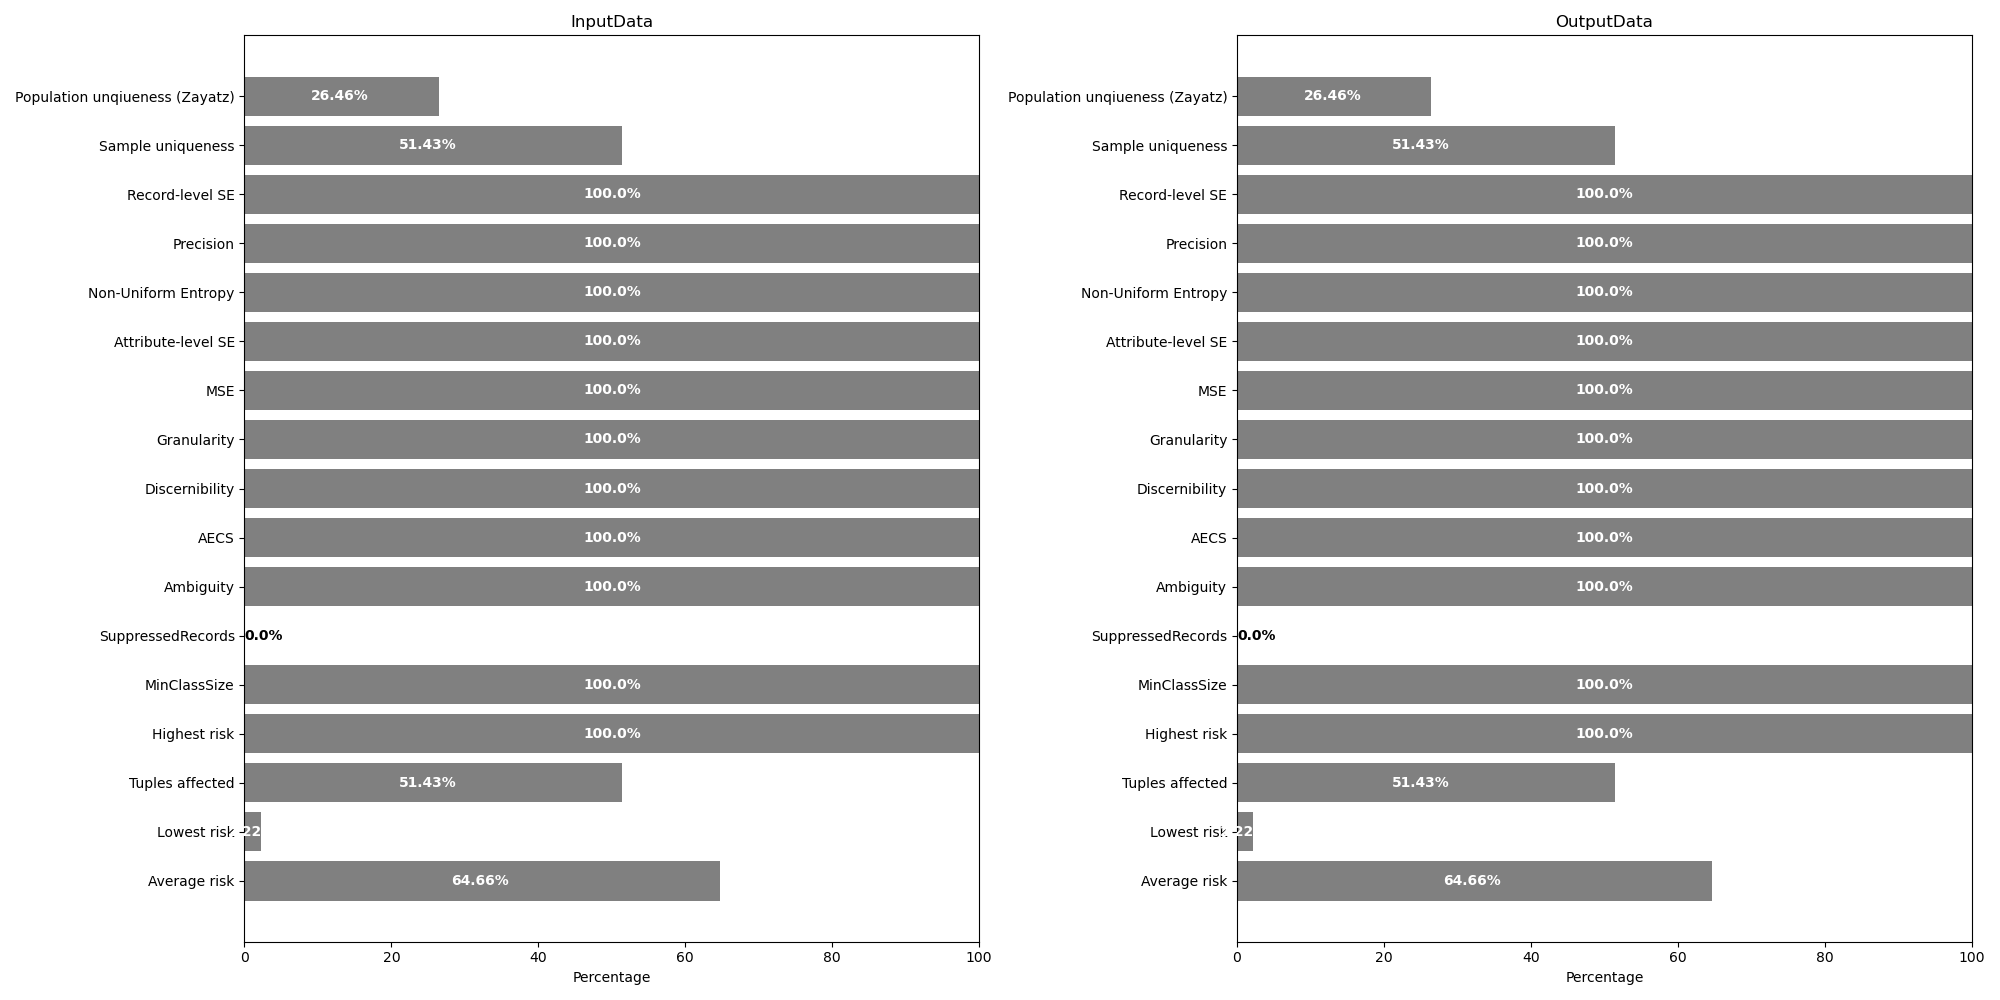 InputData
Population unqiueness (Zayatz) 26.46%
Sample uniqueness 51.43%
Record-level SE 100.0%
Precision 100.0%
Non-Uniform Entropy 100.0%
Attribute-level SE 100.0%
MSE 100.0%
Granularity 100.0%
Discernibility 100.0%
AECS 100.0%
Ambiguity 100.0%
SuppressedRecords 0.0%
MinClassSize 100.0%
Highest risk 100.0%
Tuples affected 51.43%
Lowest risk
Average risk 64.66%
0 20 40 60 80 100
Percentage
OutputData
Population unqiueness (Zayatz) 26.46%
Sample uniqueness 51.43%
Record-level SE 100.0%
Precision 100.0%
Non-Uniform Entropy 100.0%
Attribute-level SE 100.0%
MSE 100.0%
Granularity 100.0%
Discernibility 100.0%
AECS 100.0%
Ambiguity 100.0%
SuppressedRecords 0.0%
MinClassSize 100.0%
Highest risk 100.0%
Tuples affected 51.43%
Lowest risk
Average risk 64.66%
0 20 40 60 80 100
Percentage